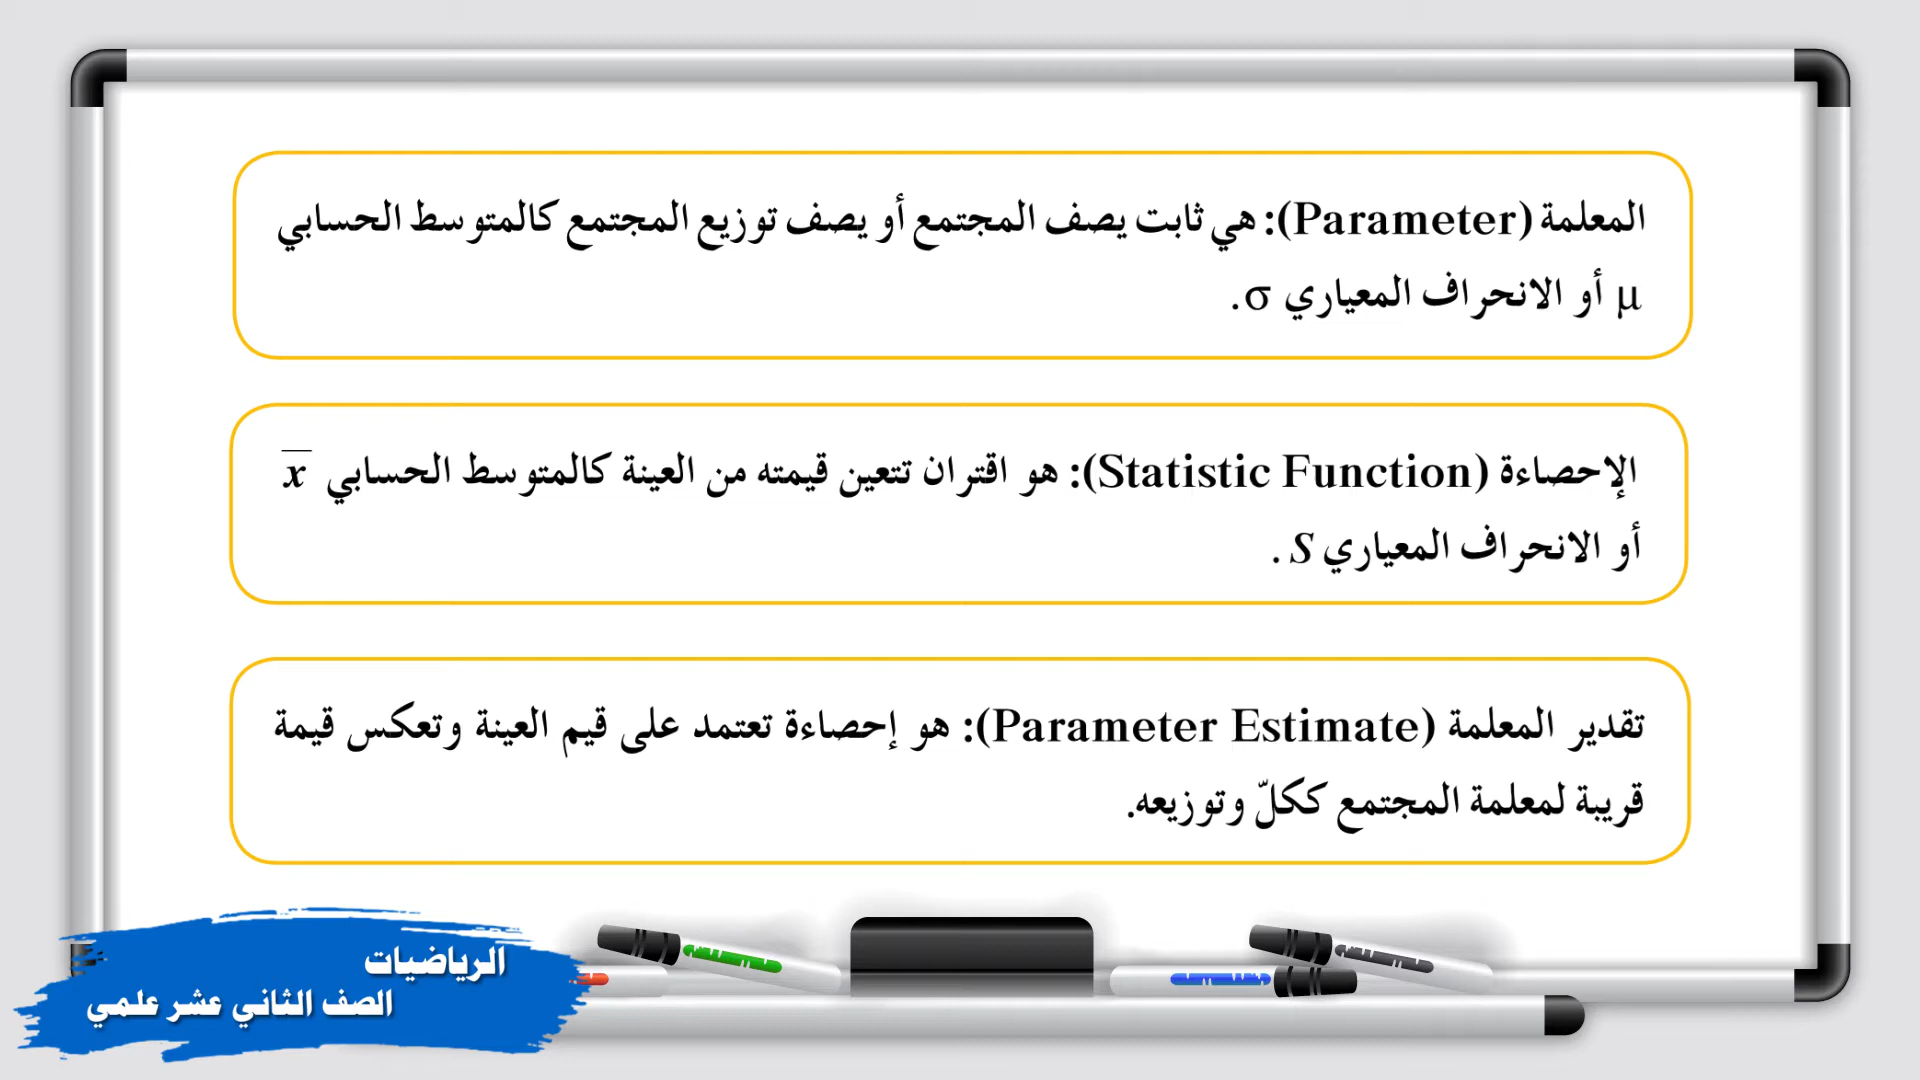 المعلمة (Parameter): هي ثابت يصف المجتمع أو يصف توزيع المجتمع كالمتوسط الحسابي
μ أو الانحراف المعياري σ.
الإحصاءة (Statistic Function): هو اقتران تتعين قيمته من العينة كالمتوسط الحسابي x̅
أو الانحراف المعياري S .
تقدير المعلمة (Parameter Estimate): هو إحصاءة تعتمد على قيم العينة وتعكس قيمة
قريبة لمعلمة المجتمع ككلّ وتوزيعه.
الرياضيات
الصف الثاني عشر علمي